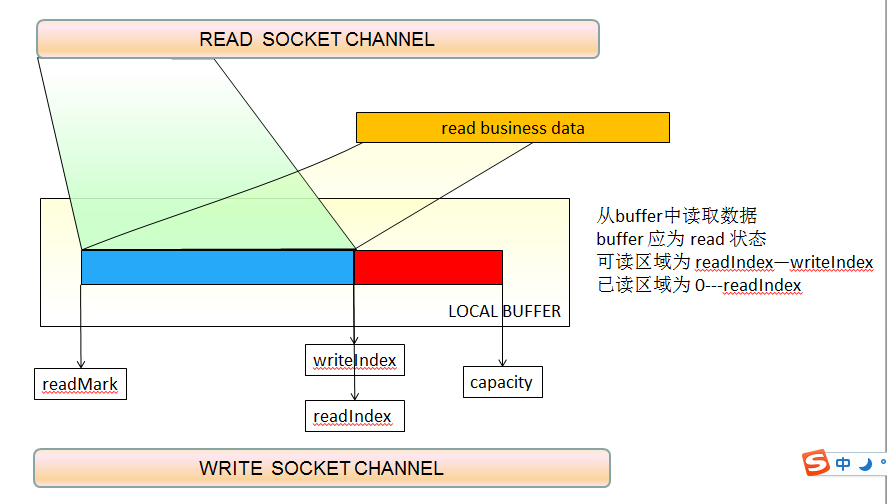 READ SOCKET CHANNEL
read business data
从buffer中读取数据
buffer 应为 read 状态
可读区域为 readIndex—writeIndex
已读区域为 0---readIndex
LOCAL BUFFER
writeIndex
readMark
capacity
readIndex
WRITE SOCKET CHANNEL
S 中